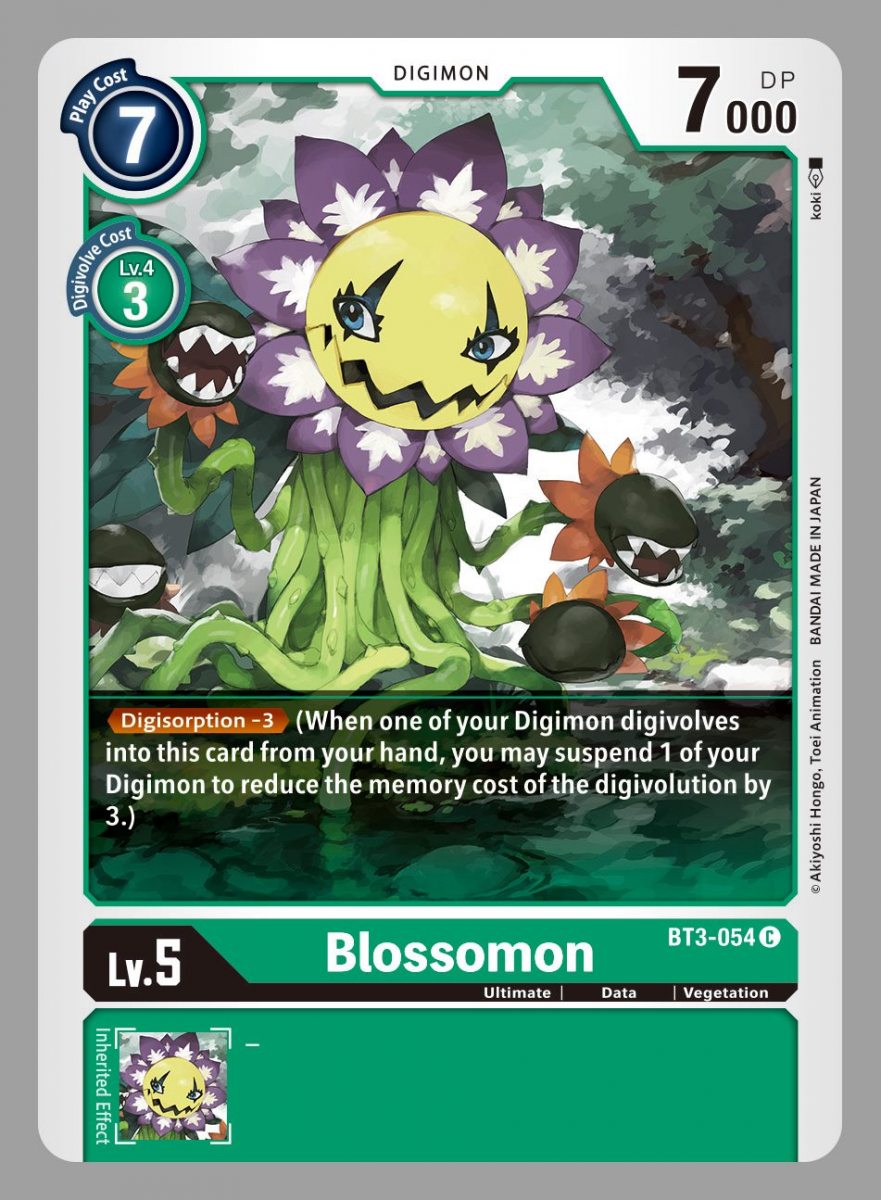 DIGIMON
Play Cost
7
7000
DP
Digivolve Cost
Lv.4
3
koki
Digisorption -3 (When one of your Digimon digivolves
into this card from your hand, you may suspend 1 of your
Digimon to reduce the memory cost of the digivolution by
3.)
© Akiyoshi Hongo, Toei Animation BANDAI MADE IN JAPAN
Lv.5
Blossomon
BT3-054 C
Ultimate | Data | Vegetation
Inherited Effect
–